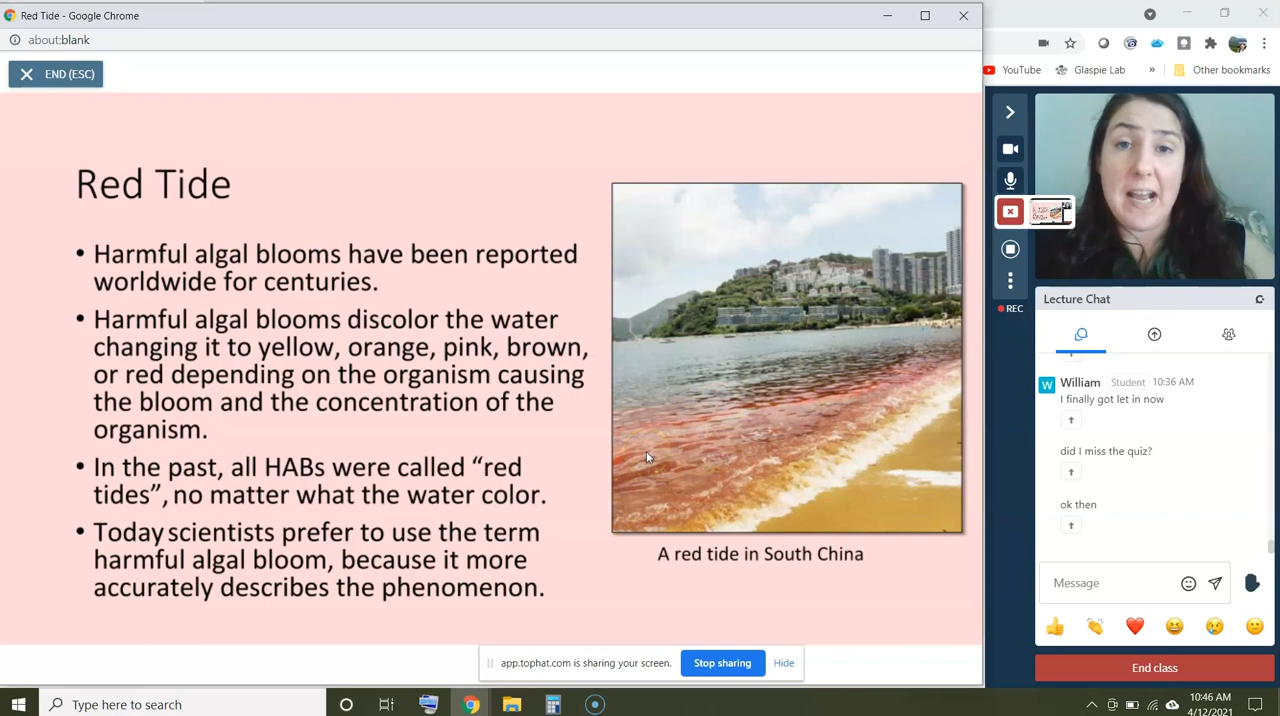 Red Tide - Google Chrome
about:blank
END (ESC)
YouTube
Glaspie Lab
»
Other bookmarks
Red Tide
• Harmful algal blooms have been reported
worldwide for centuries.
• Harmful algal blooms discolor the water
changing it to yellow, orange, pink, brown,
or red depending on the organism causing
the bloom and the concentration of the
organism.
• In the past, all HABs were called “red
tides”, no matter what the water color.
• Today scientists prefer to use the term
harmful algal bloom, because it more
accurately describes the phenomenon.
A red tide in South China
REC
Lecture Chat
W William Student 10:36 AM
I finally got let in now
did I miss the quiz?
ok then
Message
End class
app.tophat.com is sharing your screen. Stop sharing Hide
Type here to search
10:46 AM
4/12/2021